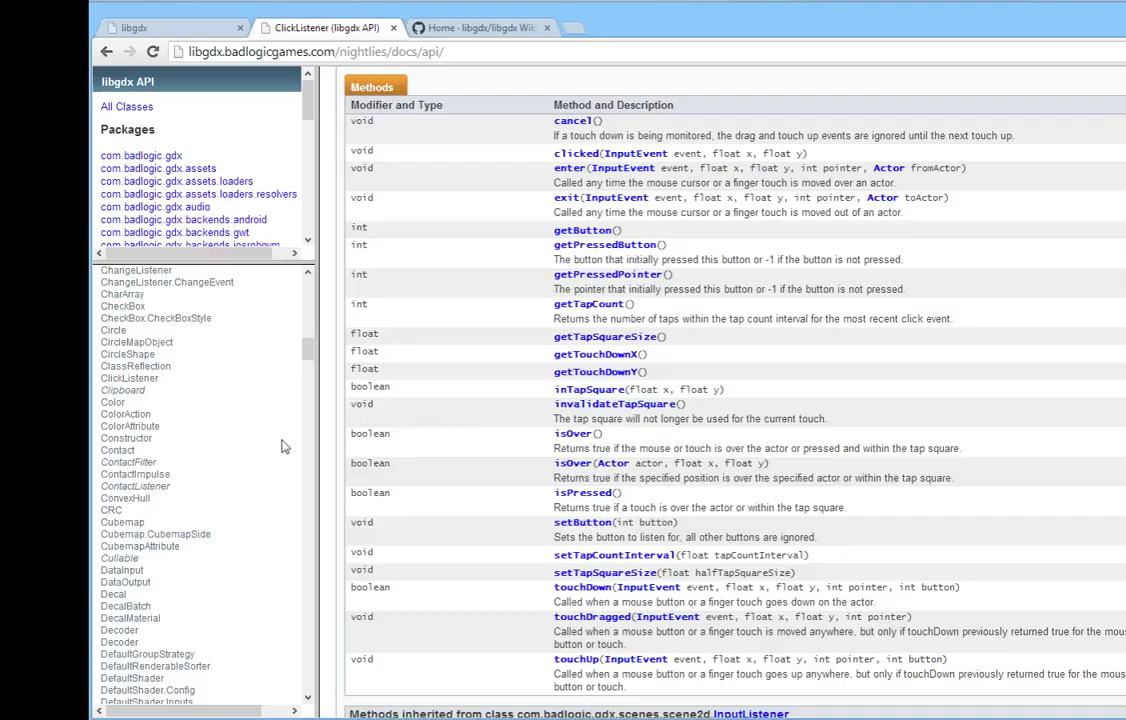 libgdx
ClickListener (libgdx API)
Home - libgdx/libgdx Wik
libgdx.badlogicgames.com/nightlies/docs/api/
libgdx API
All Classes
Packages
com.badlogic.gdx
com.badlogic.gdx.assets
com.badlogic.gdx.assets.loaders
com.badlogic.gdx.assets.loaders.resolvers
com.badlogic.gdx.audio
com.badlogic.gdx.backends.android
com.badlogic.gdx.backends.gwt
com.badlogic.gdx.backends.iosrobovm
ChangeListener
ChangeListener.ChangeEvent
CharArray
CheckBox
CheckBox.CheckBoxStyle
Circle
CircleMapObject
CircleShape
ClassReflection
ClickListener
Clipboard
Color
ColorAction
ColorAttribute
Constructor
Contact
ContactFilter
ContactImpulse
ContactListener
ConvexHull
CRC
Cubemap
Cubemap.CubemapSide
CubemapAttribute
Cullable
DataInput
DataOutput
Decal
DecalBatch
DecalMaterial
Decoder
Decoder
DefaultGroupStrategy
DefaultRenderableSorter
DefaultShader
DefaultShader.Config
DefaultShader.Inputs
Methods
Modifier and Type Method and Description
void cancel()
If a touch down is being monitored, the drag and touch up events are ignored until the next touch up.
void clicked(InputEvent event, float x, float y)
void enter(InputEvent event, float x, float y, int pointer, Actor fromActor)
Called any time the mouse cursor or a finger touch is moved over an actor.
void exit(InputEvent event, float x, float y, int pointer, Actor toActor)
Called any time the mouse cursor or a finger touch is moved out of an actor.
int getButton()
int getPressedButton()
The button that initially pressed this button or -1 if the button is not pressed.
int getPressedPointer()
The pointer that initially pressed this button or -1 if the button is not pressed.
int getTapCount()
Returns the number of taps within the tap count interval for the most recent click event.
float getTapSquareSize()
float getTouchDownX()
float getTouchDownY()
boolean inTapSquare(float x, float y)
void invalidateTapSquare()
The tap square will not longer be used for the current touch.
boolean isOver()
Returns true if the mouse or touch is over the actor or pressed and within the tap square.
boolean isOver(Actor actor, float x, float y)
Returns true if the specified position is over the specified actor or within the tap square.
boolean isPressed()
Returns true if a touch is over the actor or within the tap square.
void setButton(int button)
Sets the button to listen for, all other buttons are ignored.
void setTapCountInterval(float tapCountInterval)
void setTapSquareSize(float halfTapSquareSize)
boolean touchDown(InputEvent event, float x, float y, int pointer, int button)
Called when a mouse button or a finger touch goes down on the actor.
void touchDragged(InputEvent event, float x, float y, int pointer)
Called when a mouse button or a finger touch is moved anywhere, but only if touchDown previously returned true for the mous
button or touch.
void touchUp(InputEvent event, float x, float y, int pointer, int button)
Called when a mouse button or a finger touch goes up anywhere, but only if touchDown previously returned true for the mous
button or touch.
Methods inherited from class com.badlogic.gdx.scenes.scene2d.InputListener